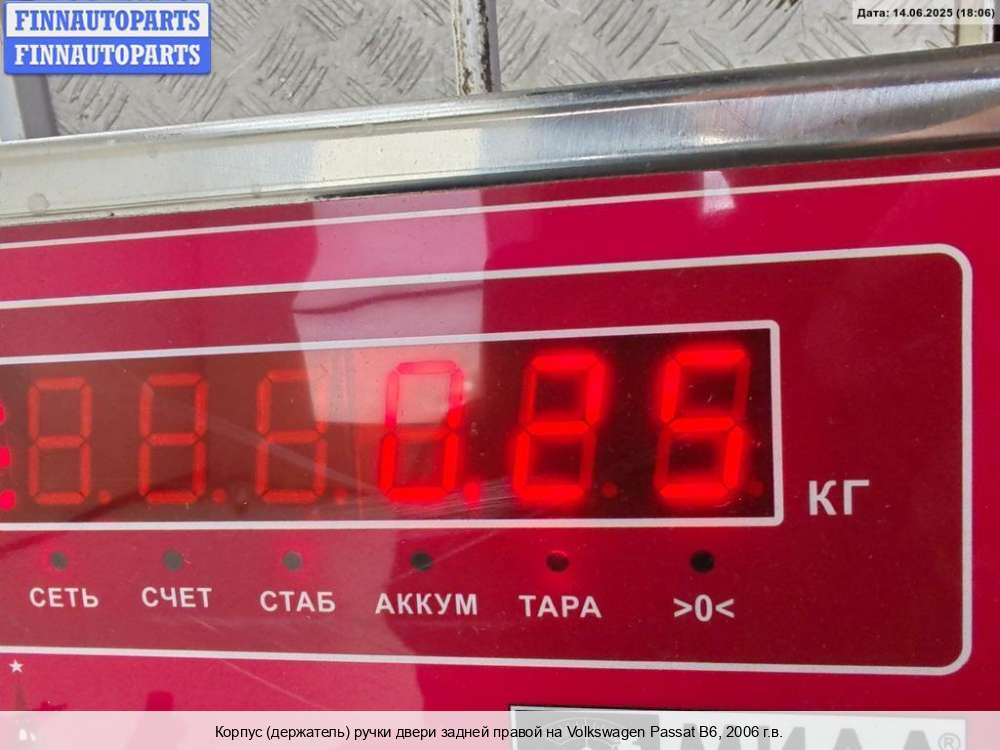 FINNAUTOPARTS
FINNAUTOPARTS
Дата: 14.06.2025 (18:06)
0.25
КГ
СЕТЬ СЧЕТ СТАБ АККУМ ТАРА >0<
Корпус (держатель) ручки двери задней правой на Volkswagen Passat B6, 2006 г.в.